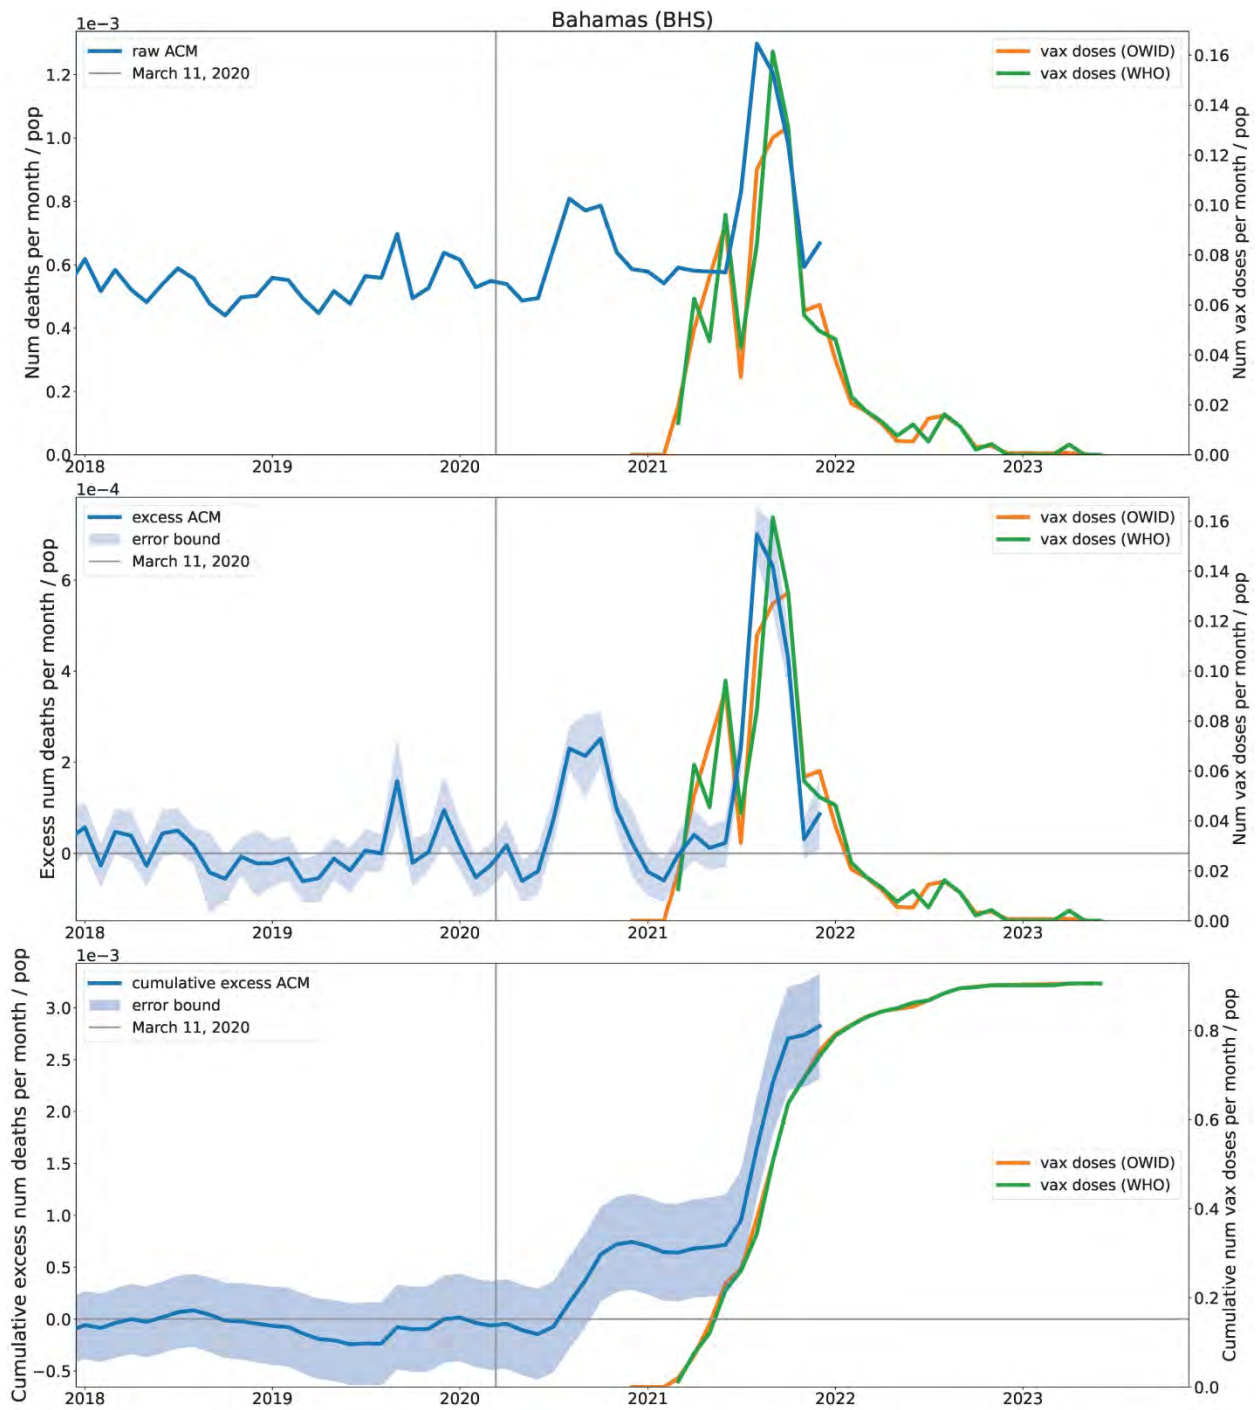 Bahamas (BHS)
1e−3
raw ACM
March 11, 2020
vax doses (OWID)
vax doses (WHO)
Num deaths per month / pop
1.2
1.0
0.8
0.6
0.4
0.2
0.0
Num vax doses per month / pop
0.16
0.14
0.12
0.10
0.08
0.06
0.04
0.02
0.00
2018 2019 2020 2021 2022 2023
1e−4
excess ACM
error bound
March 11, 2020
vax doses (OWID)
vax doses (WHO)
Excess num deaths per month / pop
6
4
2
0
Num vax doses per month / pop
0.16
0.14
0.12
0.10
0.08
0.06
0.04
0.02
0.00
2018 2019 2020 2021 2022 2023
1e−3
cumulative excess ACM
error bound
March 11, 2020
vax doses (OWID)
vax doses (WHO)
Cumulative excess num deaths per month / pop
3.0
2.5
2.0
1.5
1.0
0.5
0.0
−0.5
Cumulative num vax doses per month / pop
0.8
0.6
0.4
0.2
0.0
2018 2019 2020 2021 2022 2023